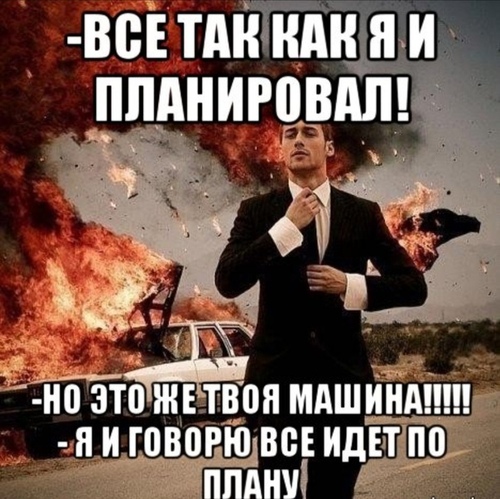 -ВСЕ ТАК КАК Я И
ПЛАНИРОВАЛ!
-НО ЭТО ЖЕ ТВОЯ МАШИНА!!!!!
- Я И ГОВОРЮ ВСЕ ИДЕТ ПО
ПЛАНУ